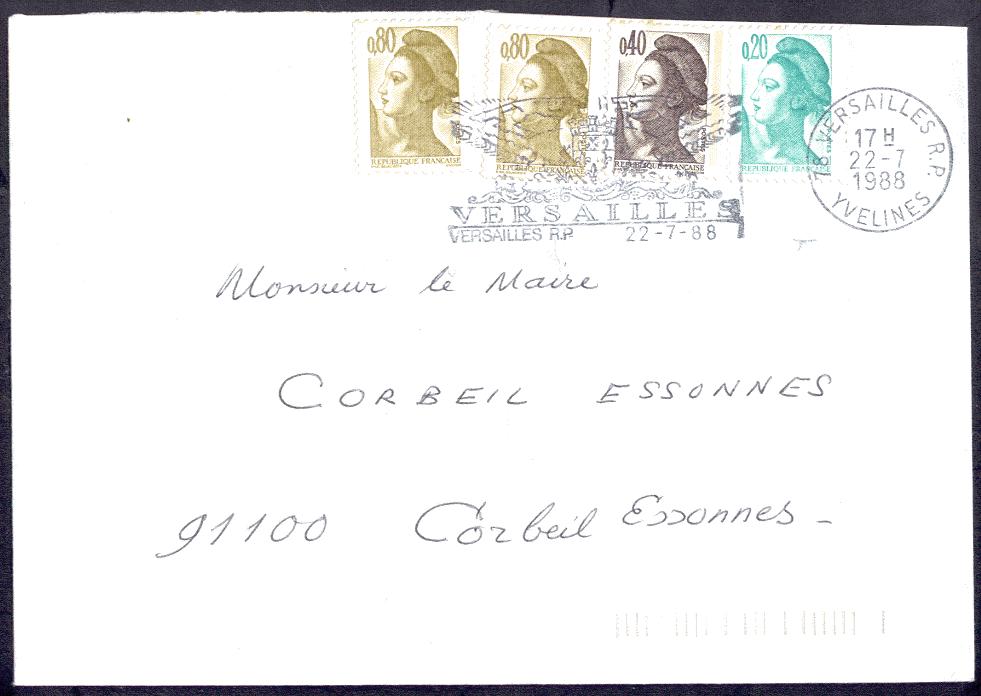 0,80 0,80 0,40 0,20
REPUBLIQUE FRANCAISE REPUBLIQUE FRANCAISE REPUBLIQUE FRANCAISE REPUBLIQUE FRANCAISE
78 VERSAILLES R.P.
17 H
22-7
1988
YVELINES
VERSAILLES
VERSAILLES R.P. 22-7-88
Monsieur le Maire
CORBEIL ESSONNES
91100 Corbeil Essonnes -